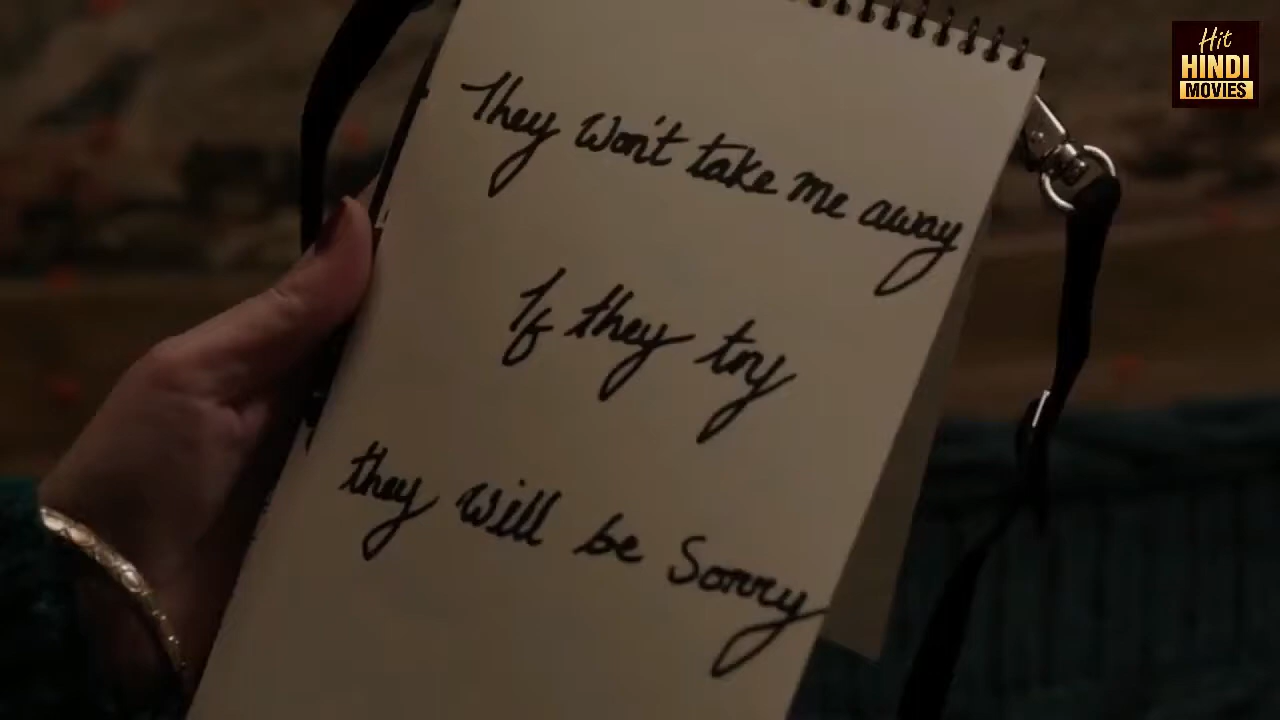 Hit
HINDI
MOVIES
They won't take me away
If they try
they will be Sorry